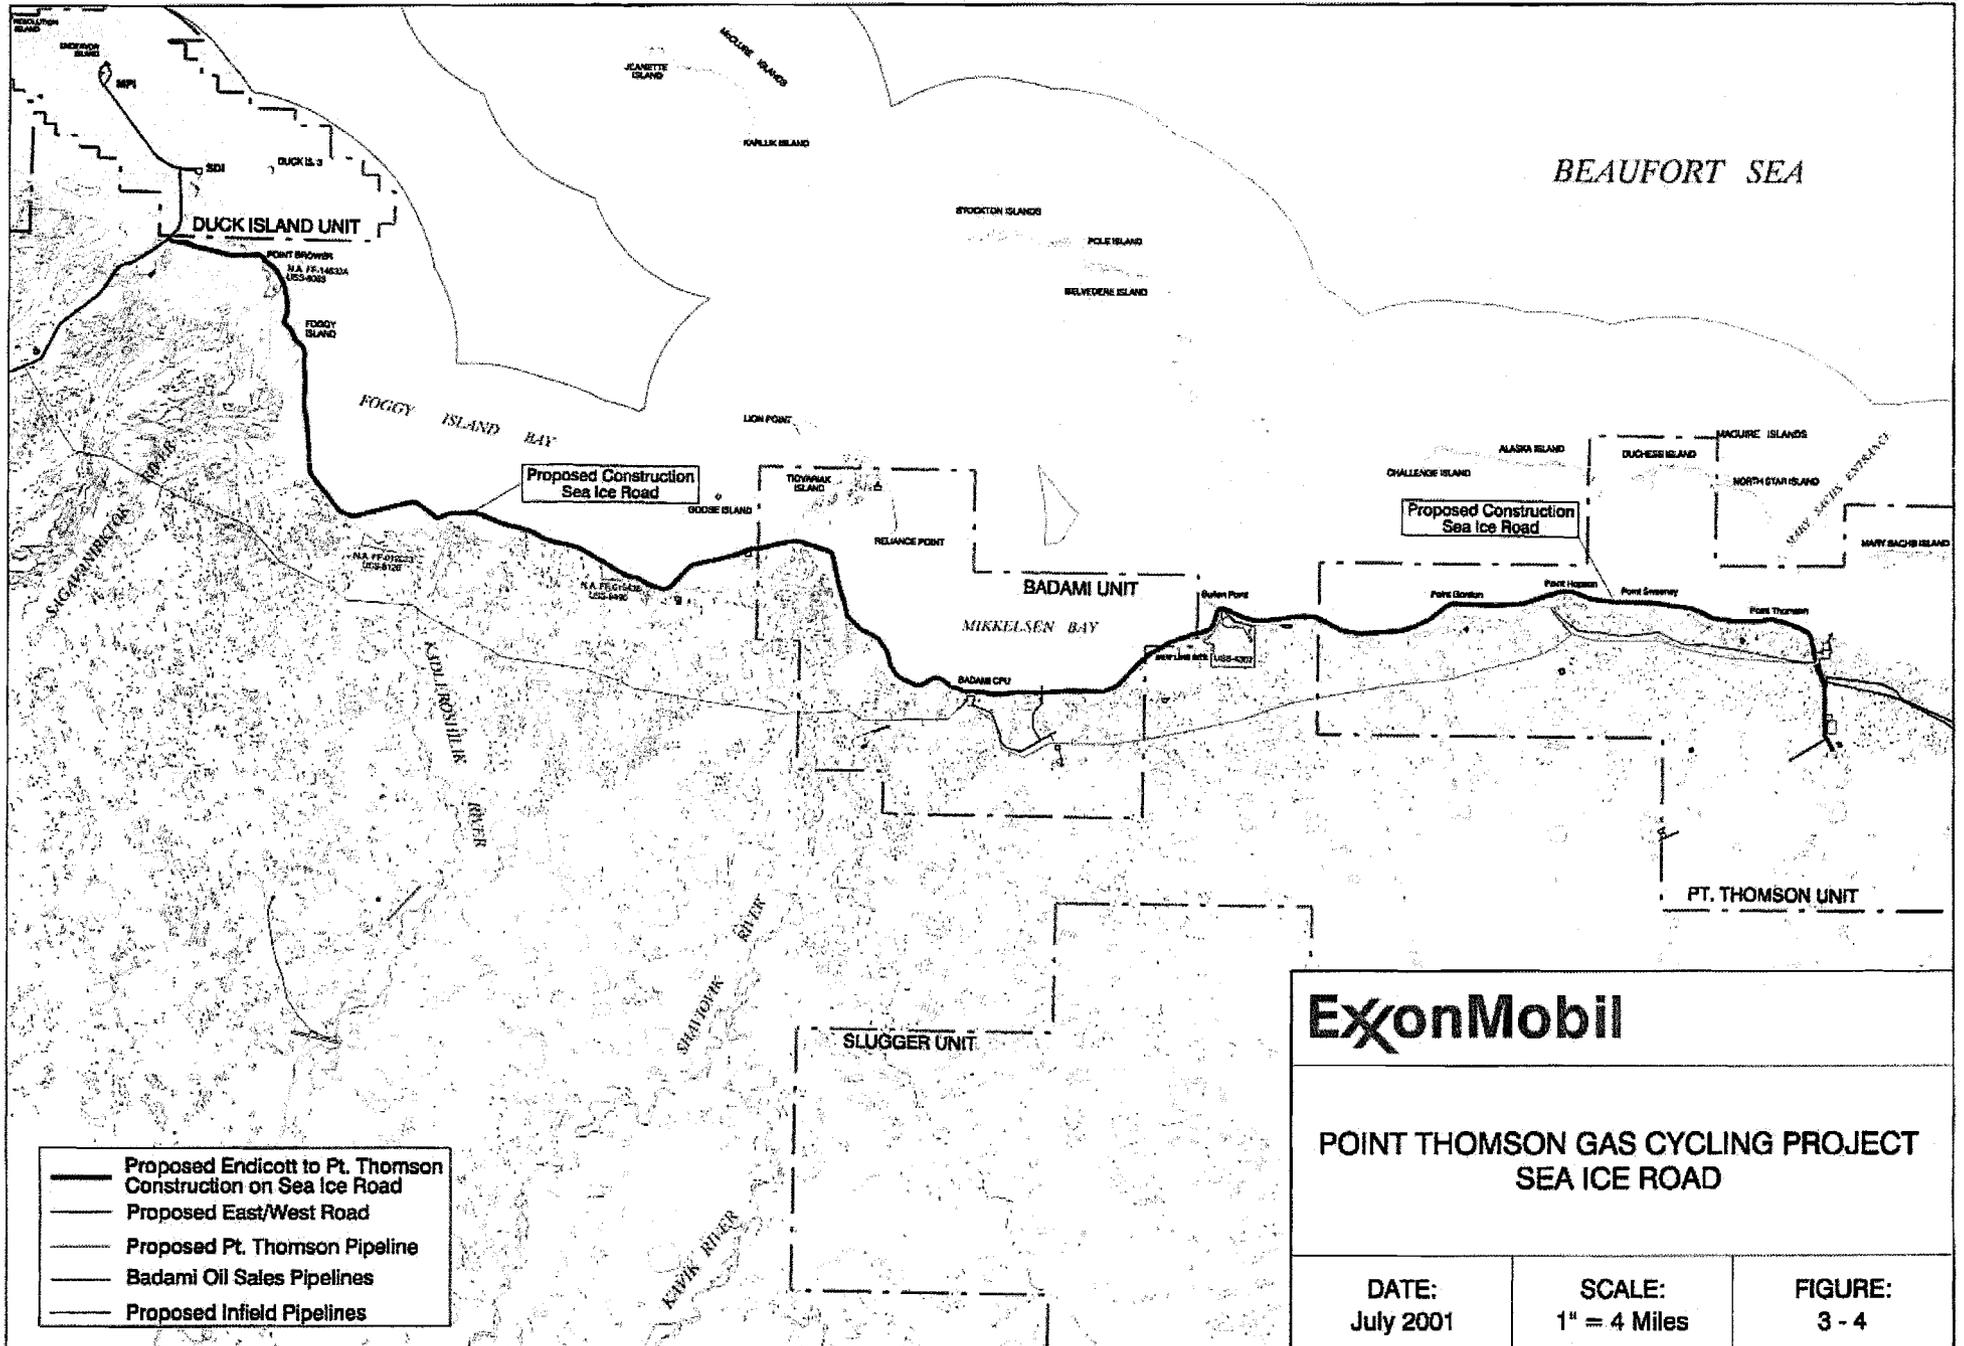 RESOLUTION
ISLAND
ENDEAVOR
ISLAND
MPI
SDI
DUCK IS. 3
DUCK ISLAND UNIT
POINT BROWER
FOGGY
ISLAND
JEANETTE
ISLAND
McCLURE ISLANDS
KARLUK ISLAND
BEAUFORT SEA
STOCKTON ISLANDS
POLE ISLAND
BELVEDERE ISLAND
FOGGY ISLAND BAY
LION POINT
Proposed Construction
Sea Ice Road
GOOSE ISLAND
TIGVARIAK
ISLAND
RELIANCE POINT
BADAMI UNIT
MIKKELSEN BAY
BADAMI CPU
Bullen Point
ALASKA ISLAND
CHALLENGE ISLAND
MAGUIRE ISLANDS
DUCHESS ISLAND
NORTH STAR ISLAND
MARY SACHS ENTRANCE
MARY SACHS ISLAND
Proposed Construction
Sea Ice Road
Point Gordon
Point Hopson
Point Sweeney
Point Thomson
SAGAVANIRKTOK RIVER
KADLEROSHILIK RIVER
SHAVIOVIK RIVER
KAVIK RIVER
SLUGGER UNIT
PT. THOMSON UNIT
Proposed Endicott to Pt. Thomson
Construction on Sea Ice Road
Proposed East/West Road
Proposed Pt. Thomson Pipeline
Badami Oil Sales Pipelines
Proposed Infield Pipelines
ExxonMobil
POINT THOMSON GAS CYCLING PROJECT
SEA ICE ROAD
DATE:
July 2001
SCALE:
1" = 4 Miles
FIGURE:
3 - 4